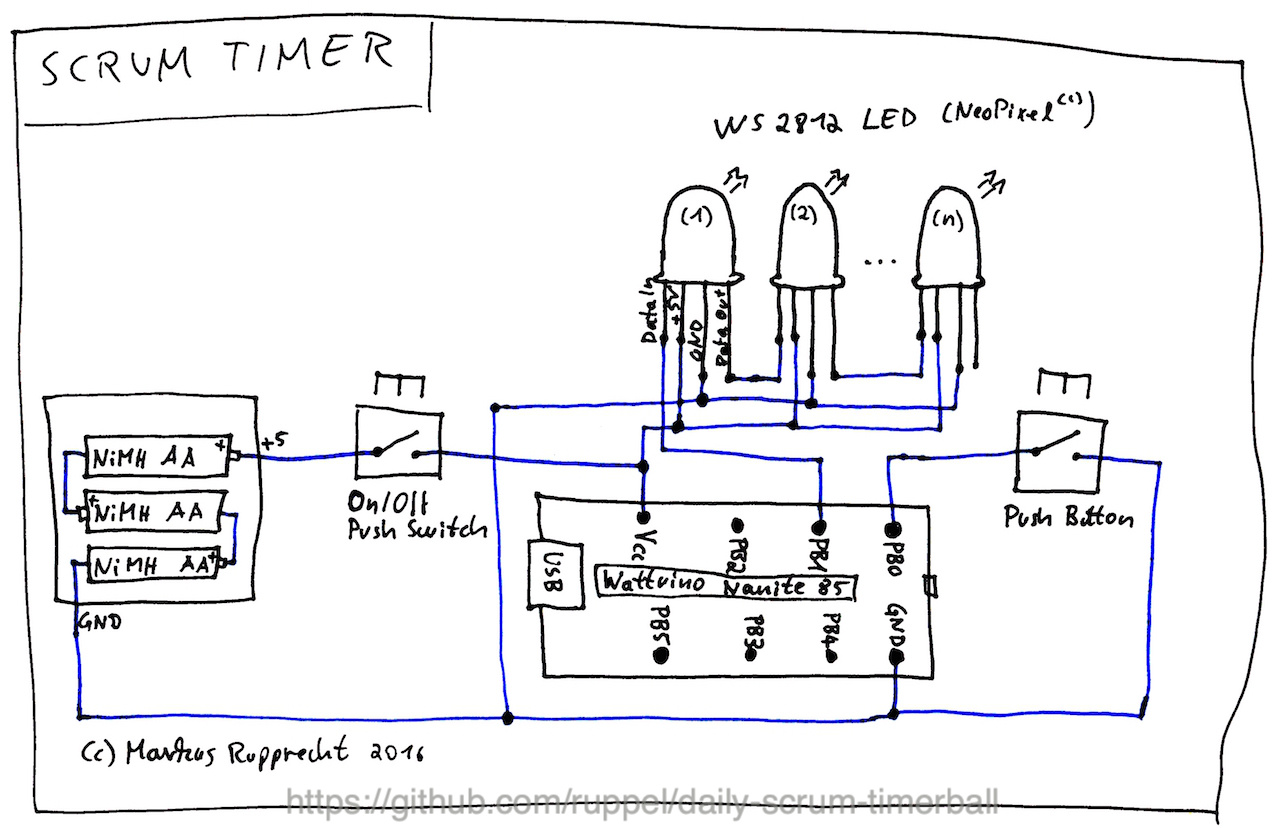 SCRUM TIMER
WS 2812 LED (NeoPixel(c))
(1)
(2)
(n)
...
Data In
+5V
GND
Data Out
NiMH AA +
+ NiMH AA
NiMH AA +
+5
GND
On/Off
Push Switch
Push Button
USB
Vcc
PB2
PB1
PB0
Wattuino Nanite 85
PB5
PB3
PB4
GND
(c) Markus Rupprecht 2016
https://github.com/ruppel/daily-scrum-timerball